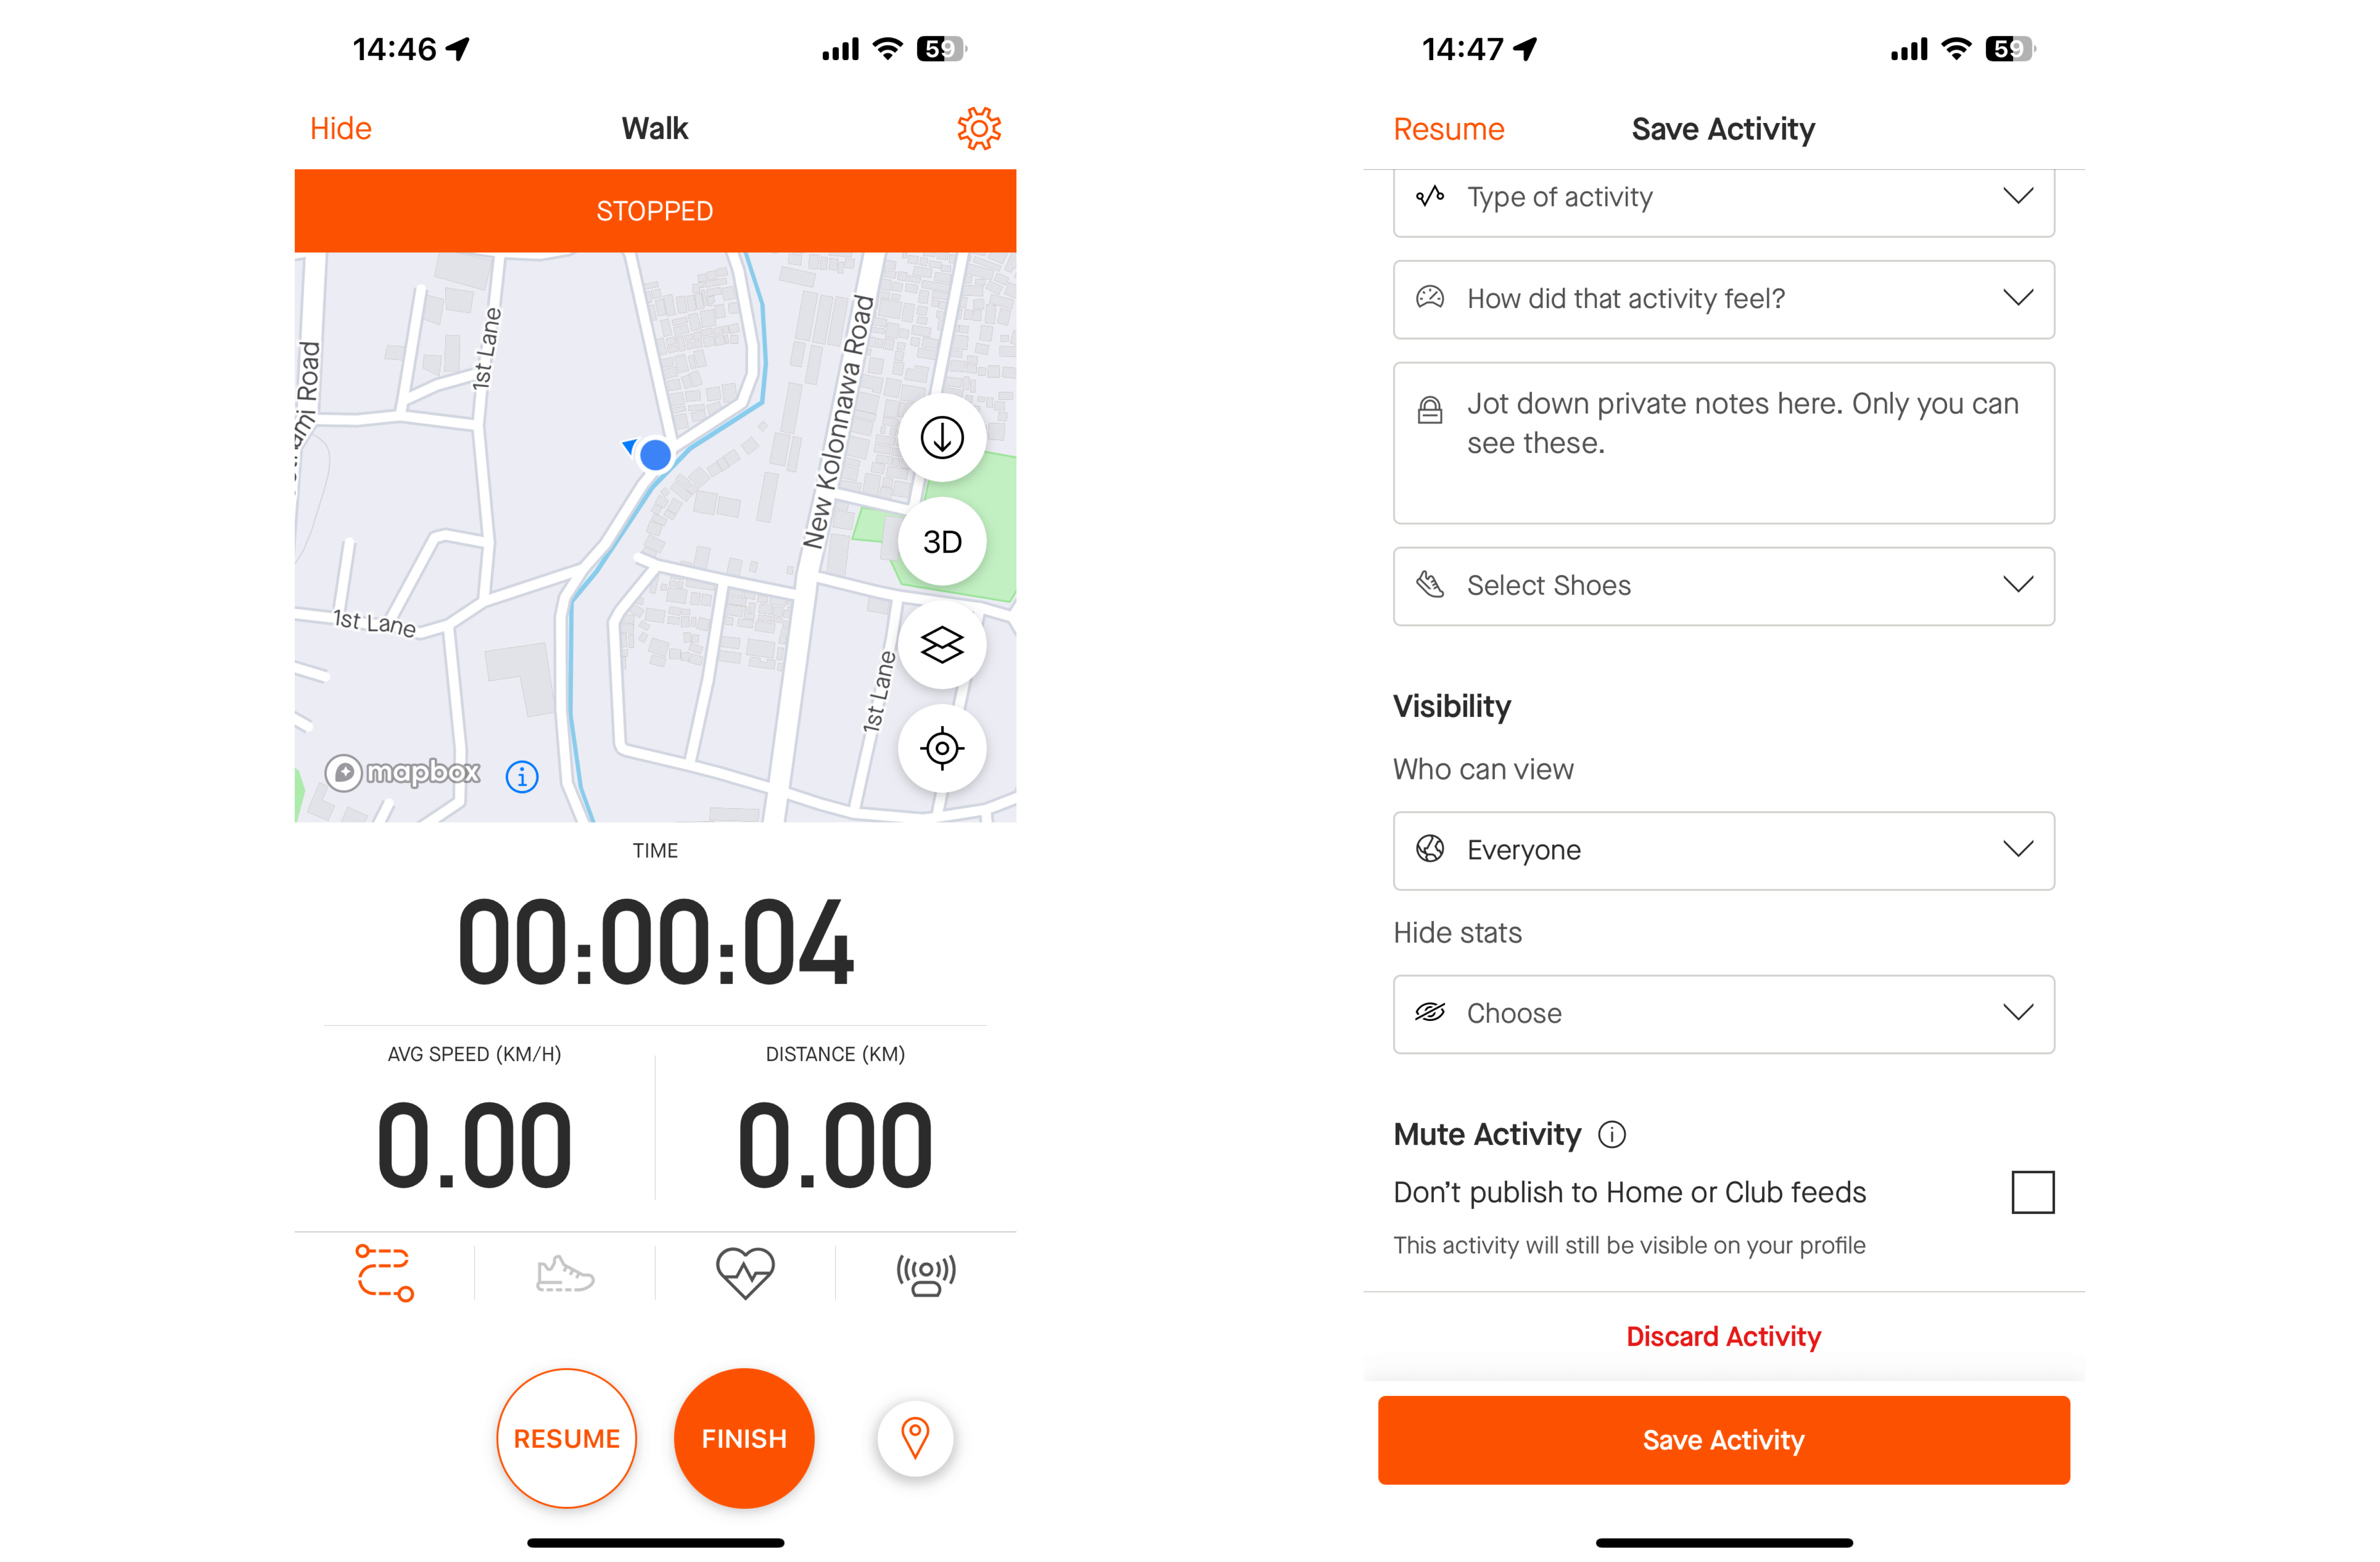 14:46
59
Hide
Walk
STOPPED
1st Lane
New Kolonnawa Road
Road
3D
1st Lane
1st Lane
mapbox
TIME
00:00:04
AVG SPEED (KM/H)
DISTANCE (KM)
0.00
0.00
RESUME
FINISH
14:47
59
Resume
Save Activity
Type of activity
How did that activity feel?
Jot down private notes here. Only you can
see these.
Select Shoes
Visibility
Who can view
Everyone
Hide stats
Choose
Mute Activity
Don’t publish to Home or Club feeds
This activity will still be visible on your profile
Discard Activity
Save Activity